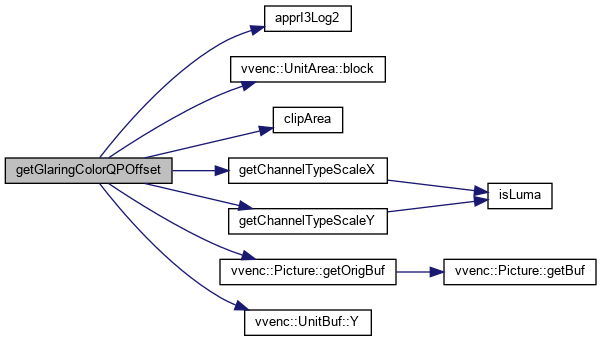 apprI3Log2
vvenc::UnitArea::block
clipArea
getGlaringColorQPOffset
getChannelTypeScaleX
isLuma
getChannelTypeScaleY
vvenc::Picture::getOrigBuf
vvenc::Picture::getBuf
vvenc::UnitBuf::Y